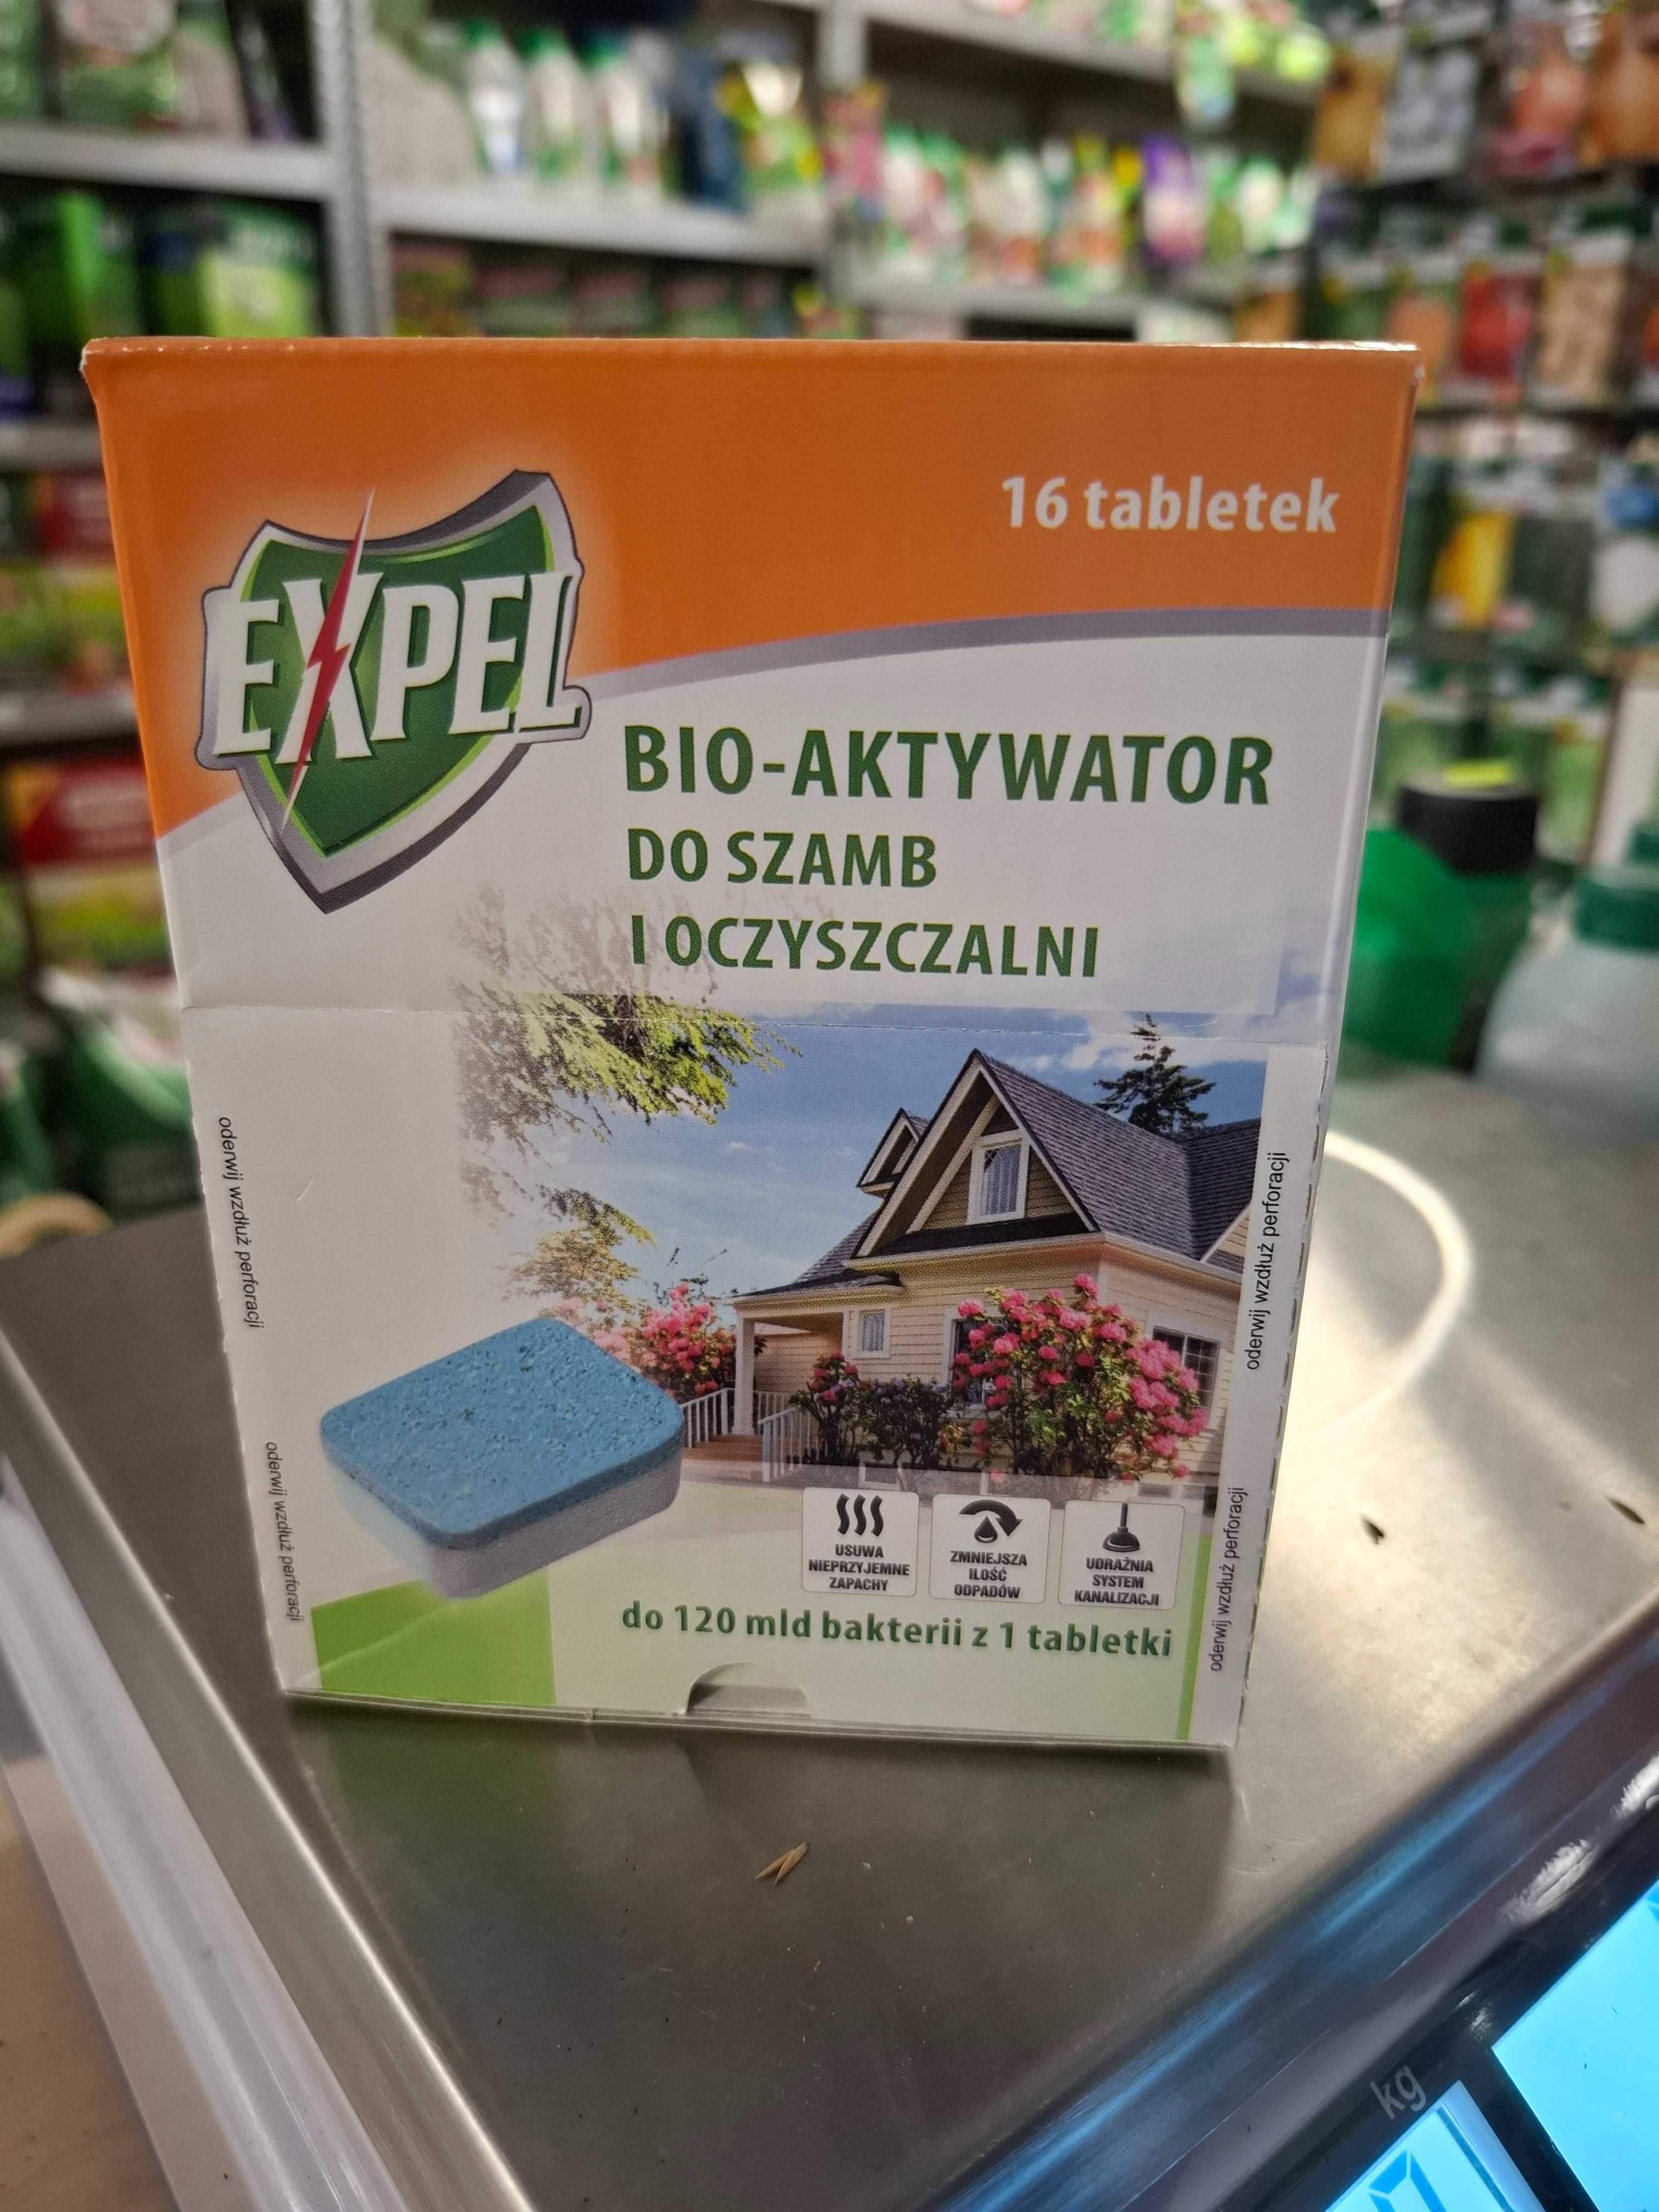 16 tabletek
EXPEL
BIO-AKTYWATOR
DO SZAMB
I OCZYSZCZALNI
oderwij wzdłuż perforacji
oderwij wzdłuż perforacji
oderwij wzdłuż perforacji
oderwij wzdłuż perforacji
USUWA
NIEPRZYJEMNE
ZAPACHY
ZMNIEJSZA
ILOŚĆ
ODPADÓW
UDRAŻNIA
SYSTEM
KANALIZACJI
do 120 mld bakterii z 1 tabletki
kg